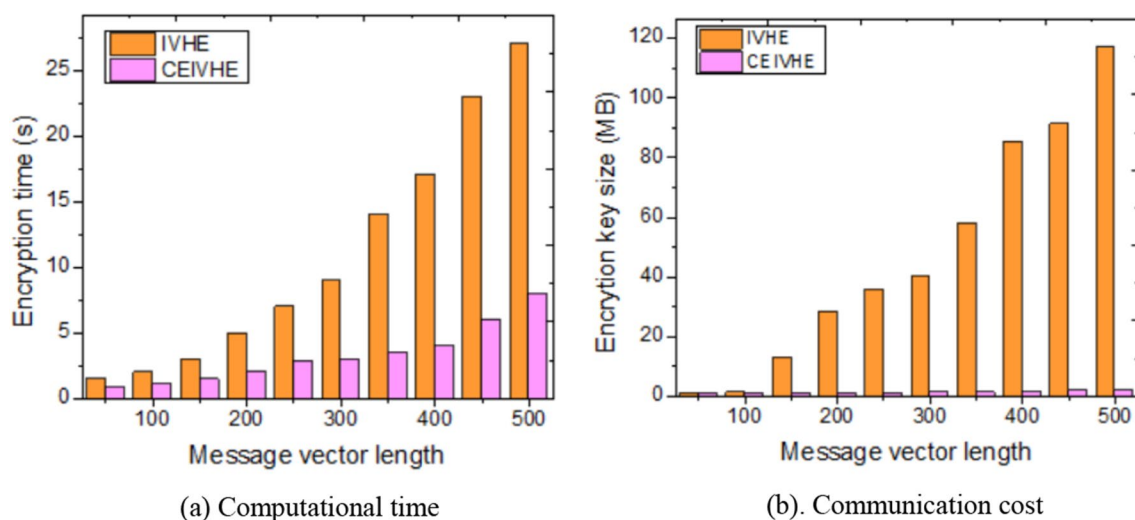 IVHE
CEIVHE
Encryption time (s)
25
20
15
10
5
0
100 200 300 400 500
Message vector length
(a) Computational time
IVHE
CEIVHE
Encrytion key size (MB)
120
100
80
60
40
20
0
100 200 300 400 500
Message vector length
(b). Communication cost